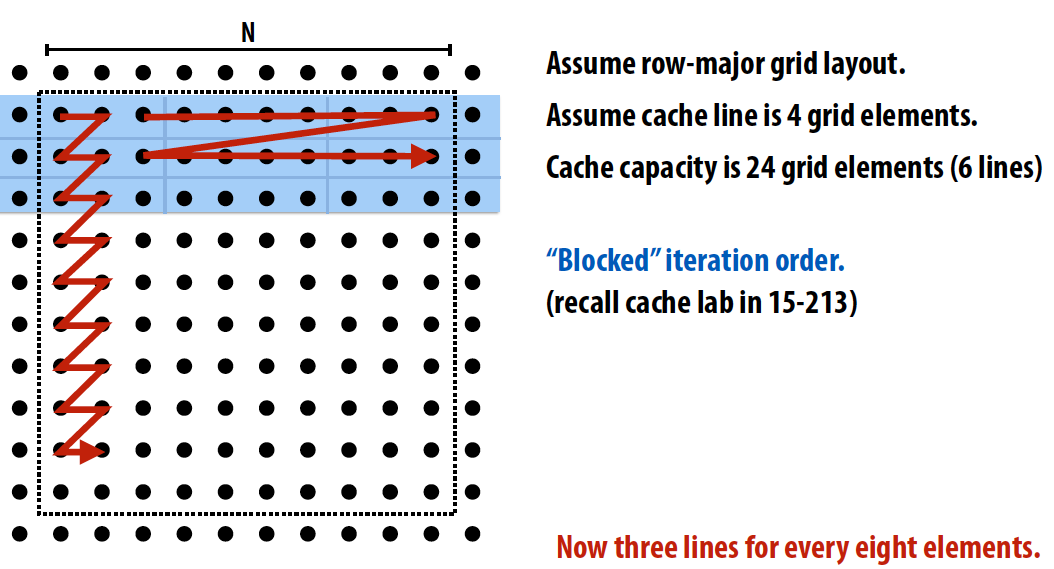 N
Assume row-major grid layout.
Assume cache line is 4 grid elements.
Cache capacity is 24 grid elements (6 lines)
“Blocked” iteration order.
(recall cache lab in 15-213)
Now three lines for every eight elements.